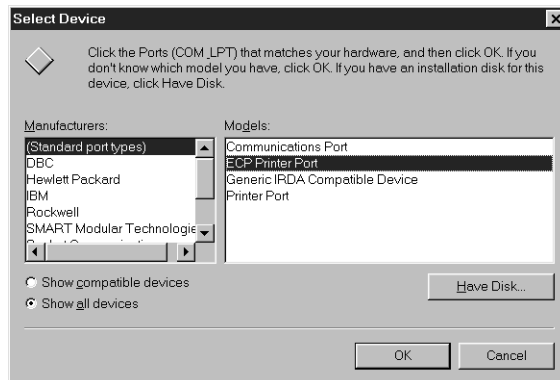 Select Device
Click the Ports (COM_LPT) that matches your hardware, and then click OK. If you
don't know which model you have, click OK. If you have an installation disk for this
device, click Have Disk.
Manufacturers:
(Standard port types)
DBC
Hewlett Packard
IBM
Rockwell
SMART Modular Technologie
Models:
Communications Port
ECP Printer Port
Generic IRDA Compatible Device
Printer Port
Show compatible devices
Show all devices
Have Disk...
OK
Cancel